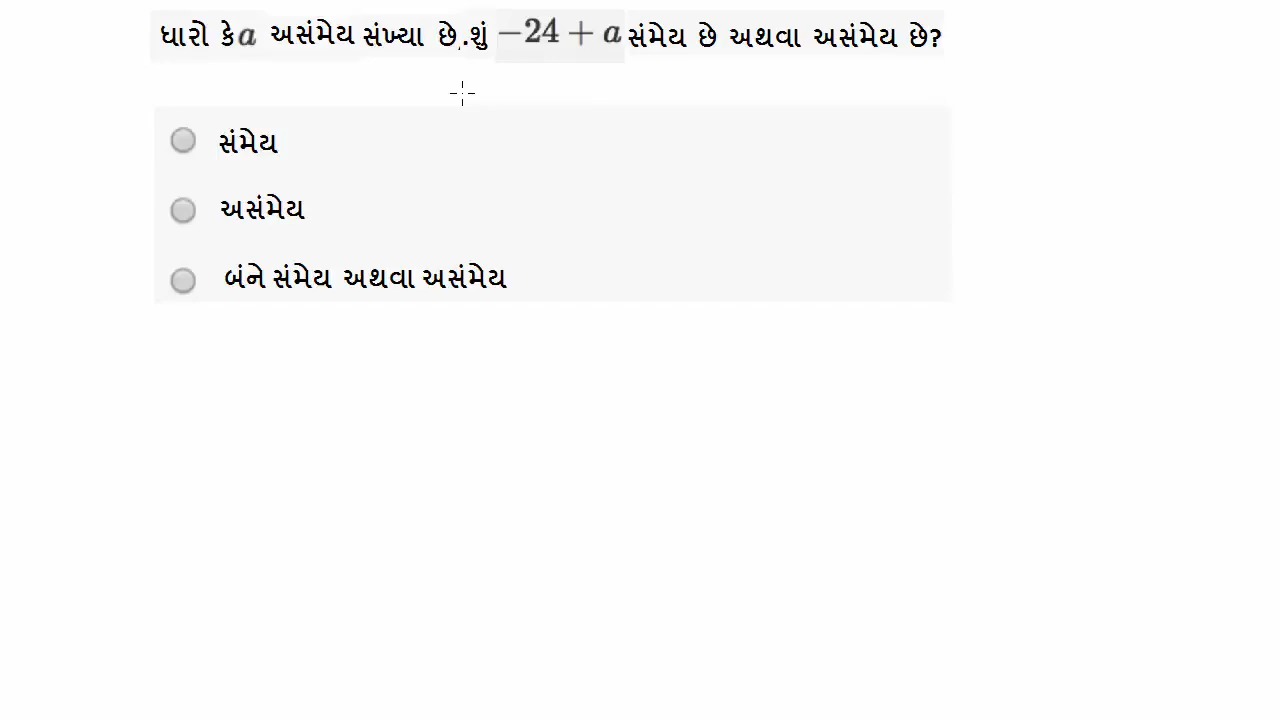 ધારો કે a અસંમેય સંખ્યા છે.શું −24 + a સંમેય છે અથવા અસંમેય છે?
સંમેય
અસંમેય
બંને સંમેય અથવા અસંમેય